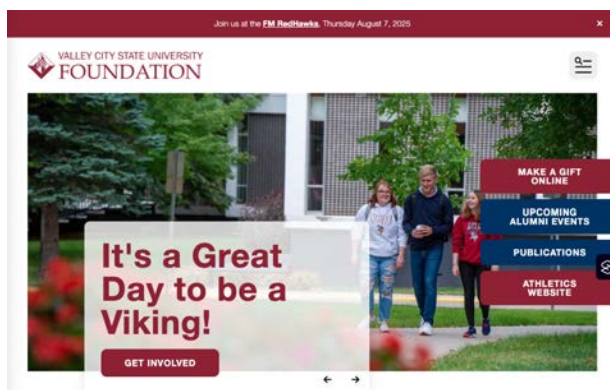 Join us at the FM RedHawks, Thursday August 7, 2025
×
VALLEY CITY STATE UNIVERSITY
FOUNDATION
MAKE A GIFT
ONLINE
UPCOMING
ALUMNI EVENTS
PUBLICATIONS
ATHLETICS
WEBSITE
It's a Great
Day to be a
Viking!
GET INVOLVED
← →